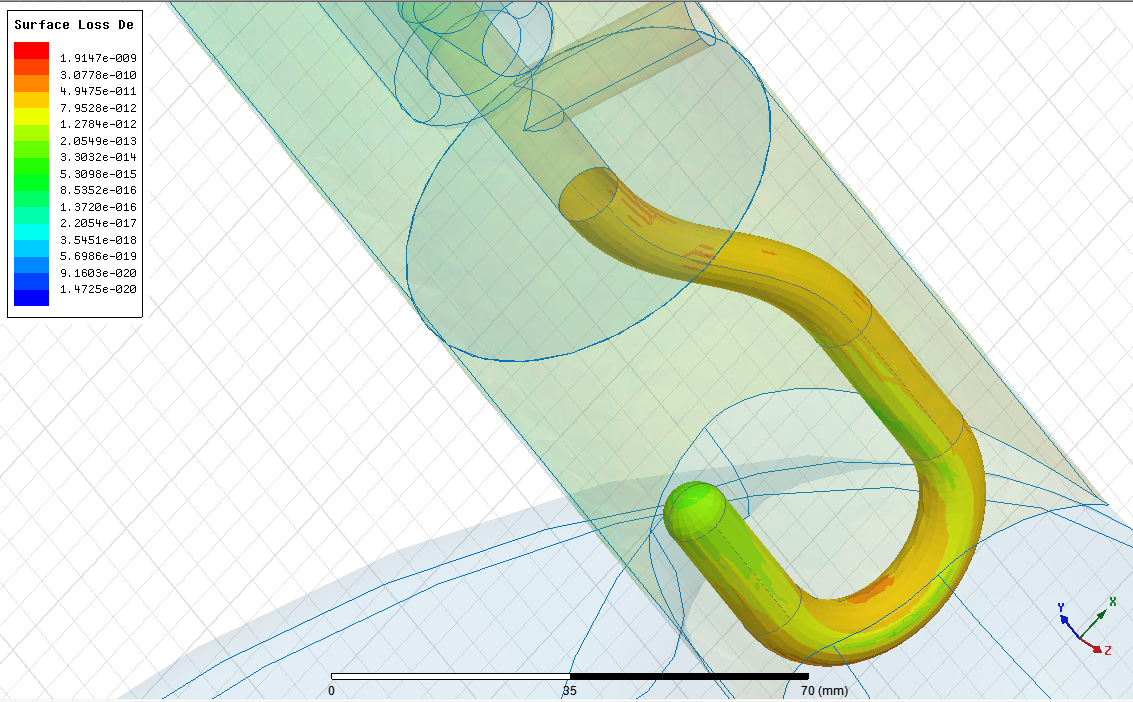 Surface Loss De
1.9147e-009
3.0778e-010
4.9475e-011
7.9528e-012
1.2784e-012
2.0549e-013
3.3032e-014
5.3098e-015
8.5352e-016
1.3720e-016
2.2054e-017
3.5451e-018
5.6986e-019
9.1603e-020
1.4725e-020
X
Y
Z
0 35 70 (mm)